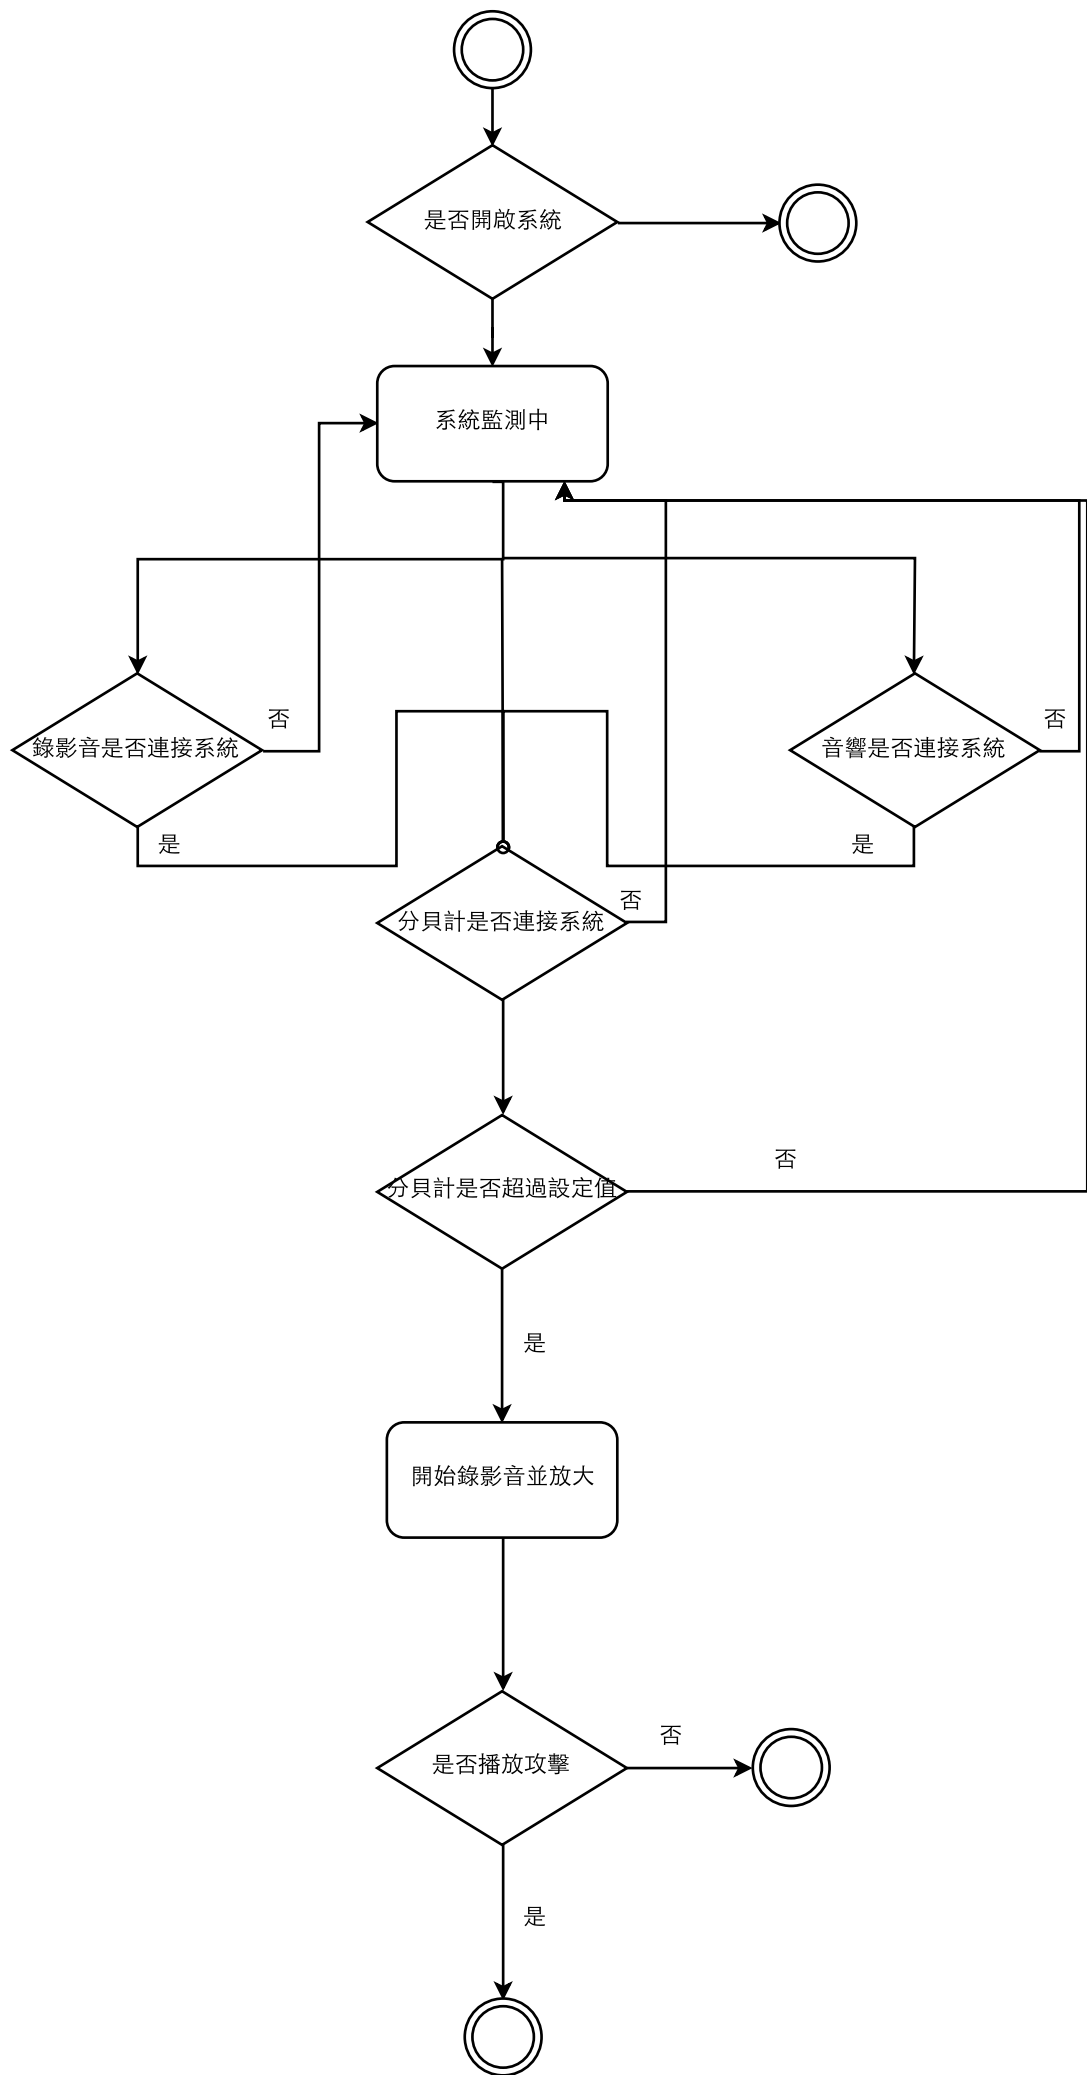 是否開啟系統
系統監測中
否
否
錄影音是否連接系統
音響是否連接系統
是
是
否
分貝計是否連接系統
否
分貝計是否超過設定值
是
開始錄影音並放大
否
是否播放攻擊
是